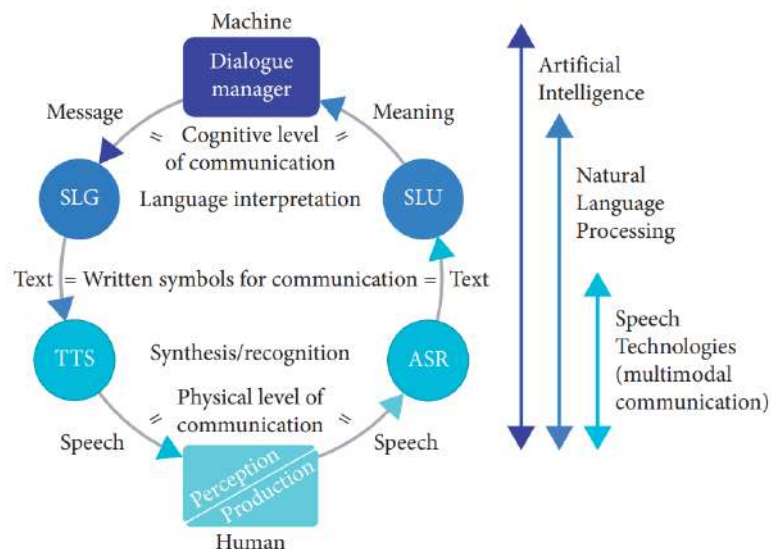 Machine
Dialogue
manager
Message
Meaning
= Cognitive level =
of communication
SLG
Language interpretation
SLU
Text = Written symbols for communication = Text
TTS
Synthesis/recognition
ASR
= Physical level of
communication =
Speech
Speech
Perception
Production
Human
Artificial
Intelligence
Natural
Language
Processing
Speech
Technologies
(multimodal
communication)